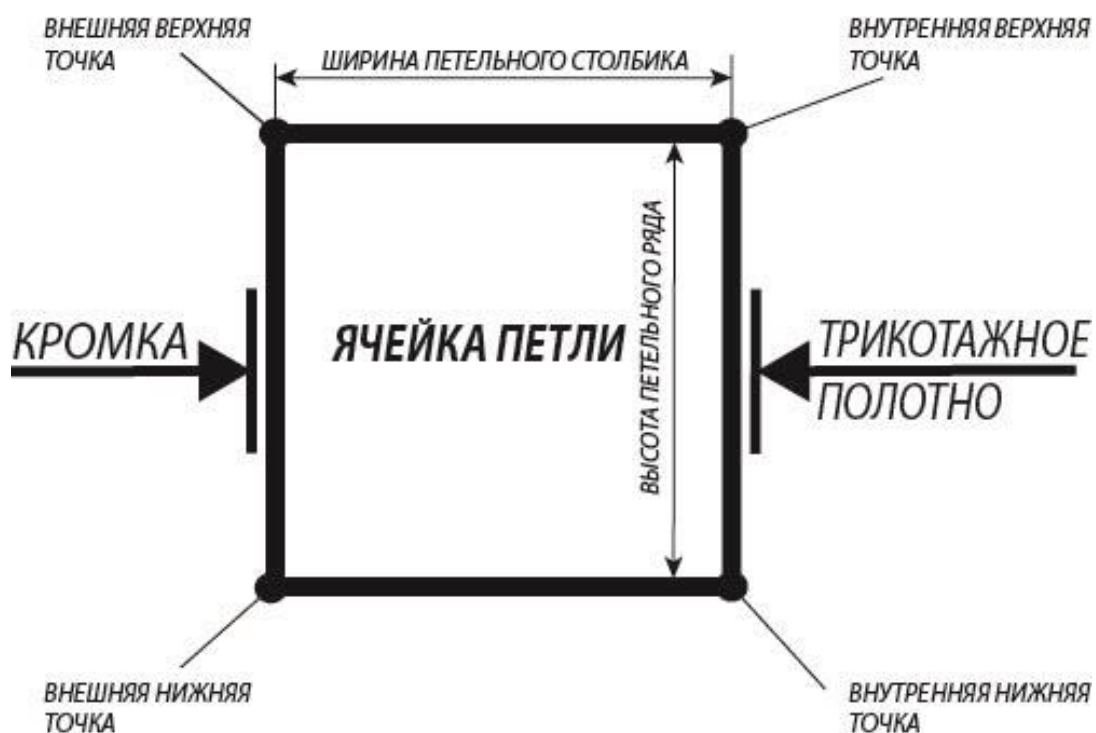 ВНЕШНЯЯ ВЕРХНЯЯ
ТОЧКА
ШИРИНА ПЕТЕЛЬНОГО СТОЛБИКА
ВНУТРЕННЯЯ ВЕРХНЯЯ
ТОЧКА
ВЫСОТА ПЕТЕЛЬНОГО РЯДА
КРОМКА
ЯЧЕЙКА ПЕТЛИ
ТРИКОТАЖНОЕ
ПОЛОТНО
ВНЕШНЯЯ НИЖНЯЯ
ТОЧКА
ВНУТРЕННЯЯ НИЖНЯЯ
ТОЧКА